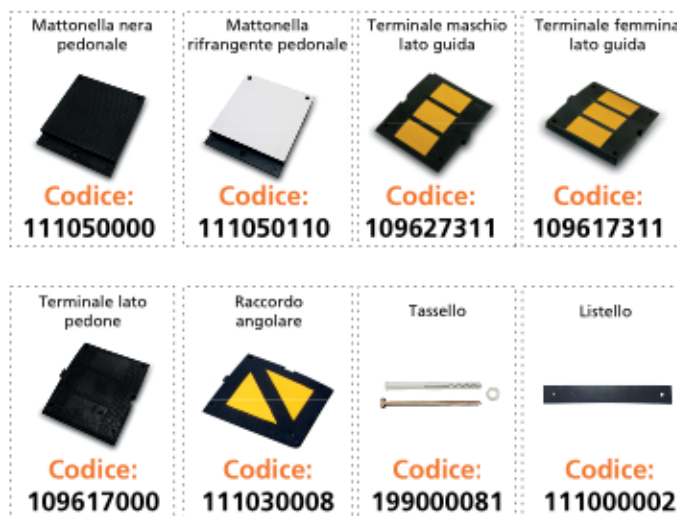 Mattonella nera
pedonale
Codice:
111050000
Mattonella
rifrangente pedonale
Codice:
111050110
Terminale maschio
lato guida
Codice:
109627311
Terminale femmina
lato guida
Codice:
109617311
Terminale lato
pedone
Codice:
109617000
Raccordo
angolare
Codice:
111030008
Tassello
Codice:
199000081
Listello
Codice:
111000002